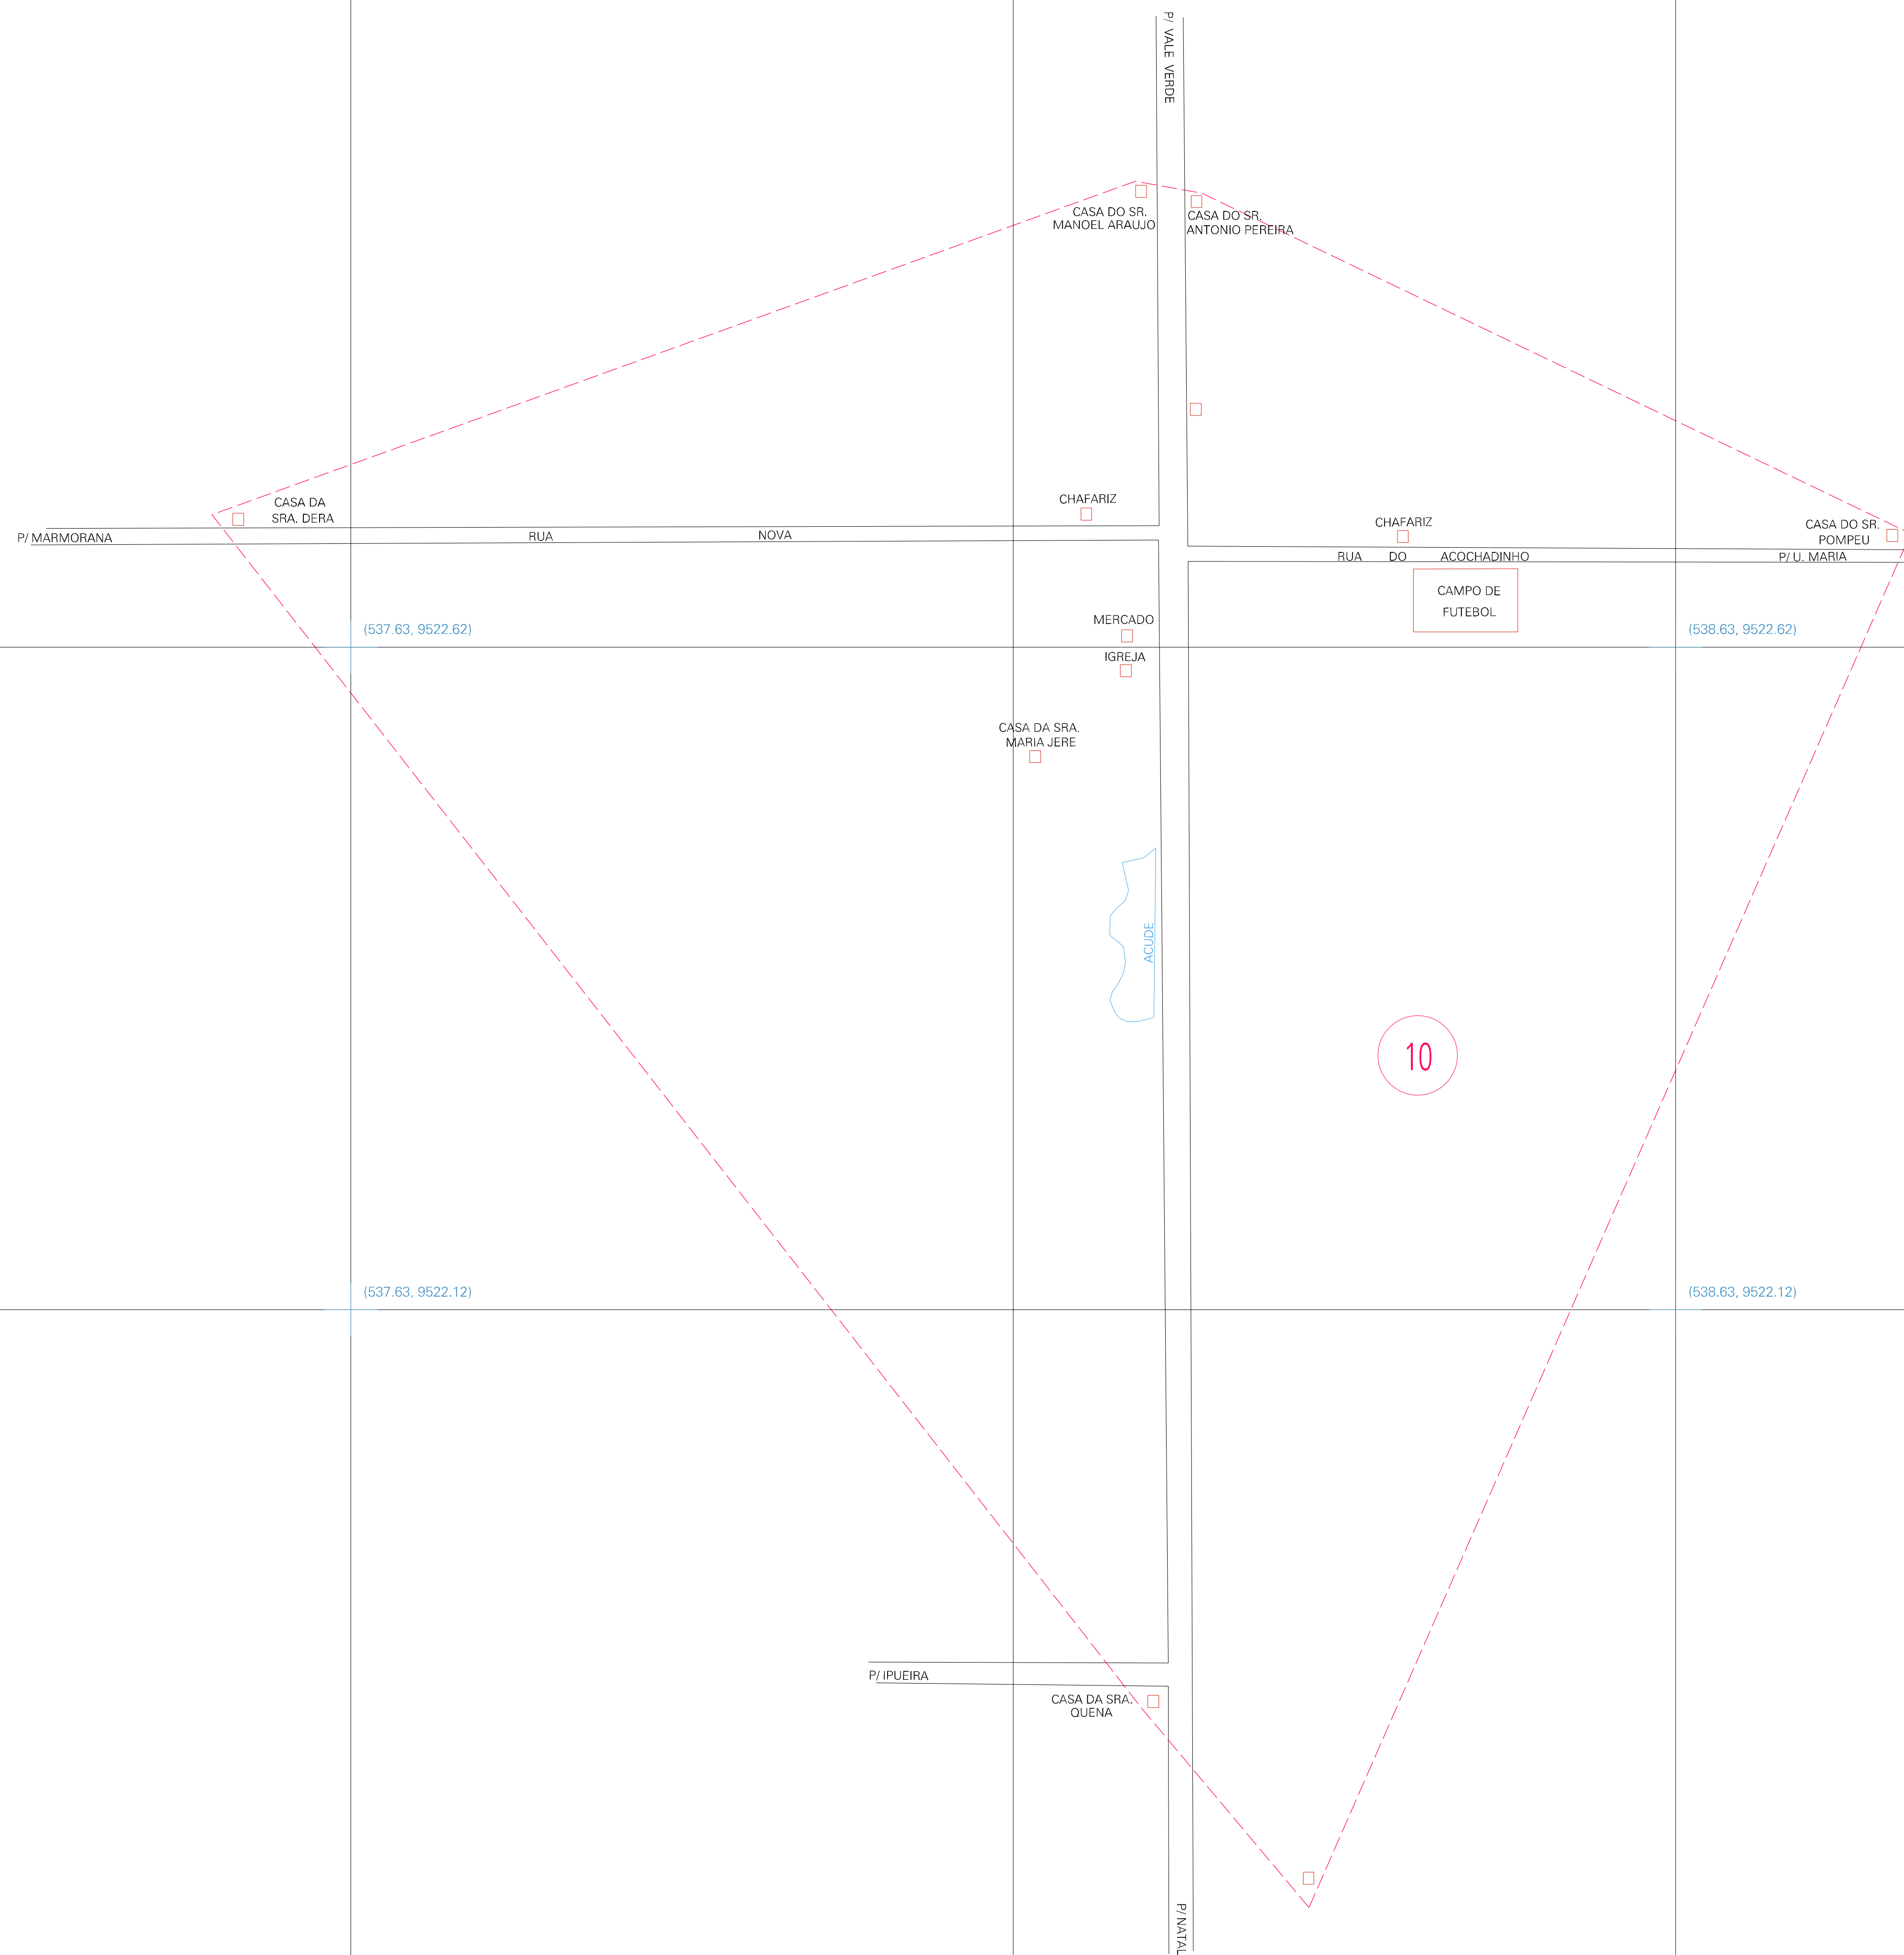 P/ VALE VERDE
CASA DO SR.
MANOEL ARAUJO
CASA DO SR.
ANTONIO PEREIRA
CASA DA
SRA. DERA
CHAFARIZ
CHAFARIZ
CASA DO SR.
POMPEU
P/ MARMORANA
RUA NOVA
RUA DO ACOCHADINHO
P/ U. MARIA
CAMPO DE
FUTEBOL
MERCADO
(537.63, 9522.62)
(538.63, 9522.62)
IGREJA
CASA DA SRA.
MARIA JERE
ACUDE
10
(537.63, 9522.12)
(538.63, 9522.12)
P/ IPUEIRA
CASA DA SRA.
QUENA
P/ NATAL